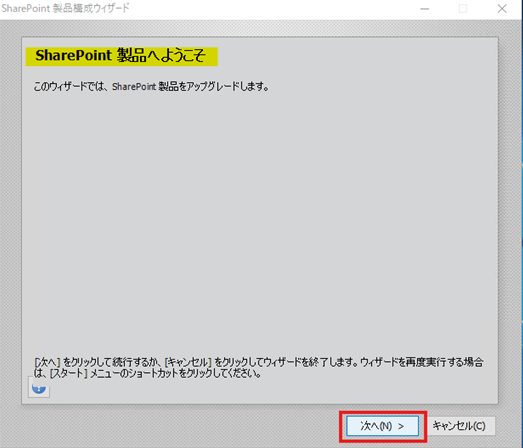 SharePoint 製品構成ウィザード
SharePoint 製品へようこそ
このウィザードでは、SharePoint 製品をアップグレードします。
[次へ] をクリックして続行するか、[キャンセル] をクリックしてウィザードを終了します。ウィザードを再度実行する場合
は、[スタート] メニューのショートカットをクリックしてください。
次へ(N) >
キャンセル(C)